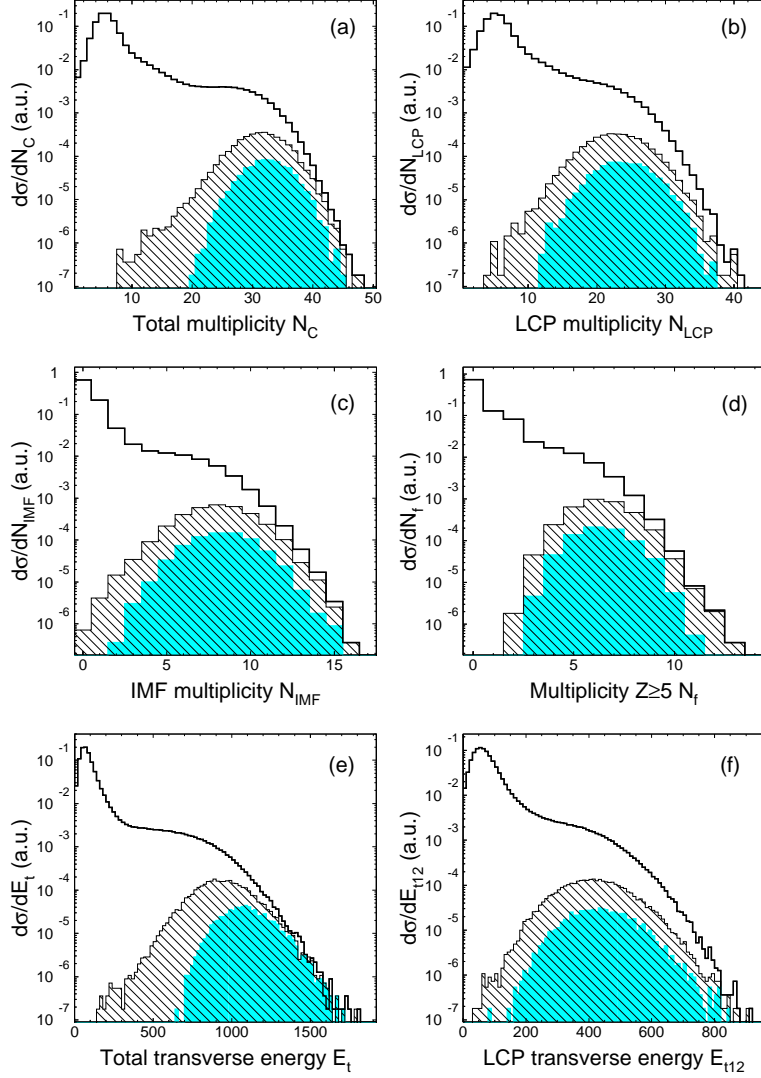 (a)
dσ/dN_C (a.u.)
10^-1
10^-2
10^-3
10^-4
10^-5
10^-6
10^-7
10 20 30 40 50
Total multiplicity N_C
(b)
dσ/dN_LCP (a.u.)
10^-1
10^-2
10^-3
10^-4
10^-5
10^-6
10^-7
10 20 30 40
LCP multiplicity N_LCP
(c)
dσ/dN_IMF (a.u.)
1
10^-1
10^-2
10^-3
10^-4
10^-5
10^-6
0 5 10 15
IMF multiplicity N_IMF
(d)
dσ/dN_f (a.u.)
1
10^-1
10^-2
10^-3
10^-4
10^-5
10^-6
0 5 10
Multiplicity Z≥5 N_f
(e)
dσ/dE_t (a.u.)
10^-1
10^-2
10^-3
10^-4
10^-5
10^-6
10^-7
0 500 1000 1500
Total transverse energy E_t
(f)
dσ/dE_t12 (a.u.)
10^-1
10^-2
10^-3
10^-4
10^-5
10^-6
10^-7
0 200 400 600 800
LCP transverse energy E_t12